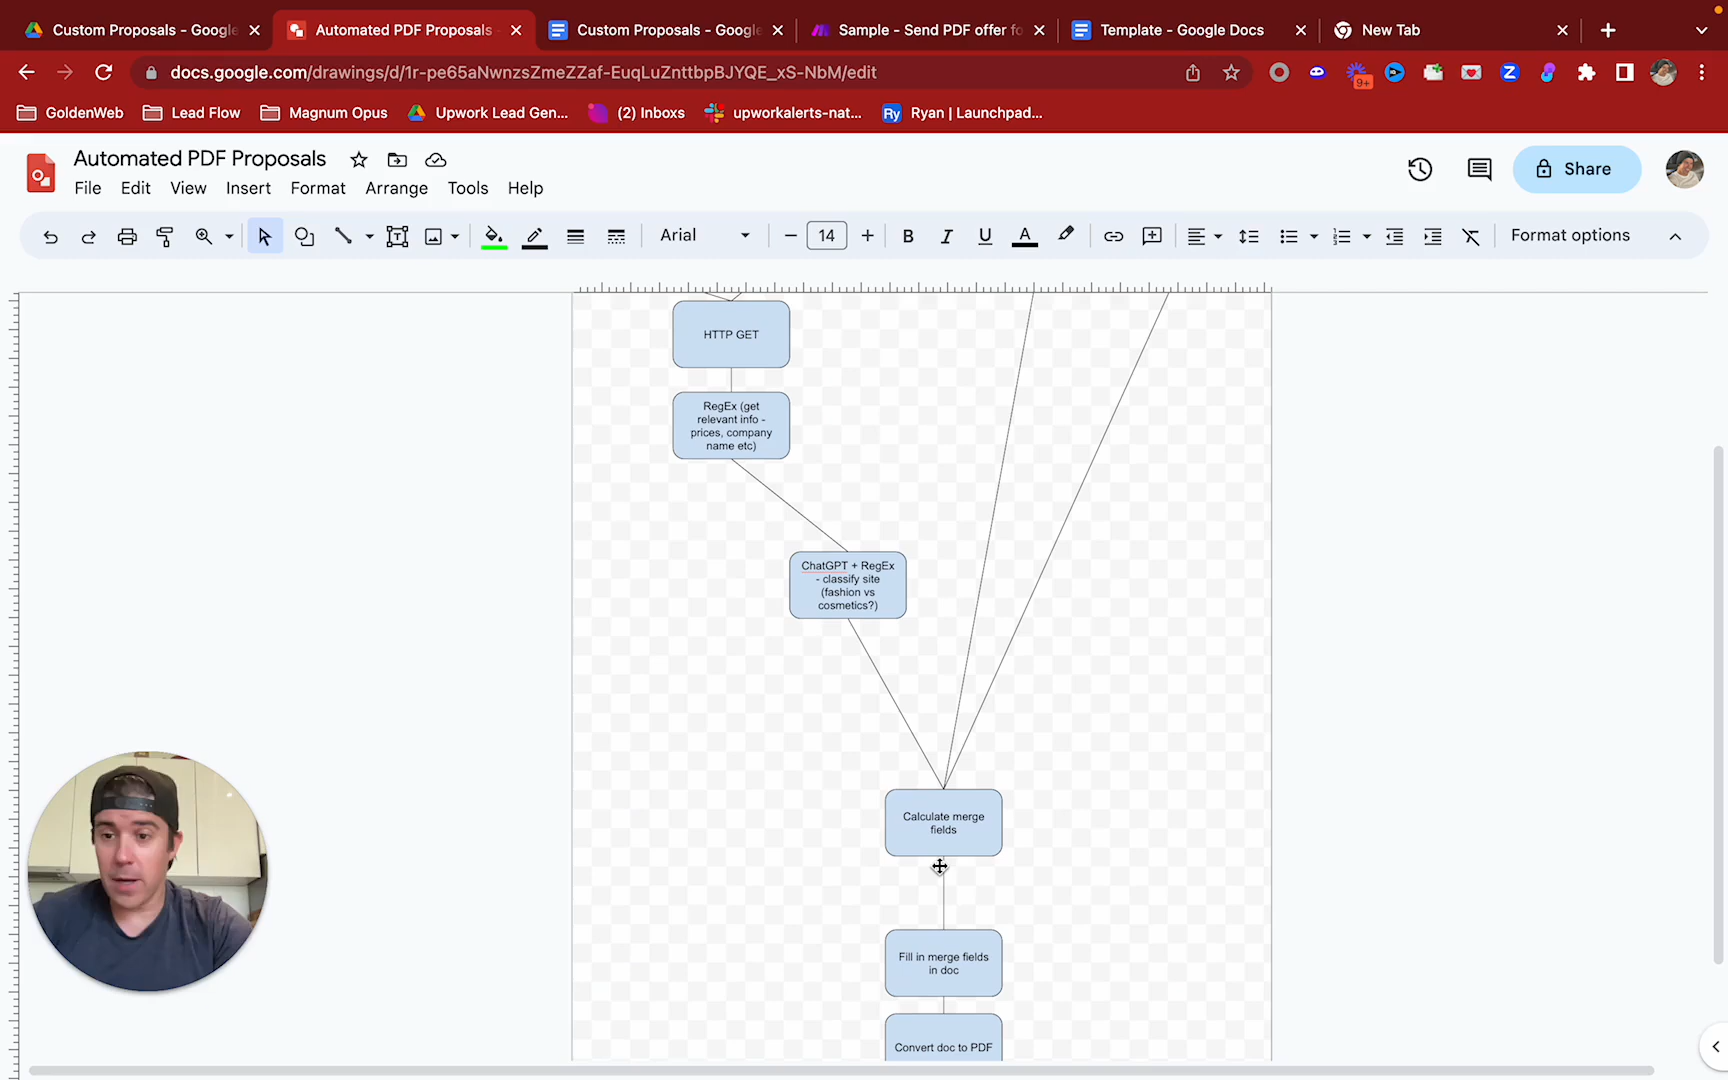 Custom Proposals - Google
Automated PDF Proposals -
Custom Proposals - Google
Sample - Send PDF offer fo
Template - Google Docs
New Tab
docs.google.com/drawings/d/1r-pe65aNwnzsZmeZZaf-EuqLuZnttbpBJYQE_xS-NbM/edit
9+
Z
GoldenWeb
Lead Flow
Magnum Opus
Upwork Lead Gen...
(2) Inboxs
upworkalerts-nat...
Ry
Ryan | Launchpad...
Automated PDF Proposals
Share
File
Edit
View
Insert
Format
Arrange
Tools
Help
Arial
14
B
I
U
A
Format options
HTTP GET
RegEx (get
relevant info -
prices, company
name etc)
ChatGPT + RegEx
- classify site
(fashion vs
cosmetics?)
Calculate merge
fields
Fill in merge fields
in doc
Convert doc to PDF